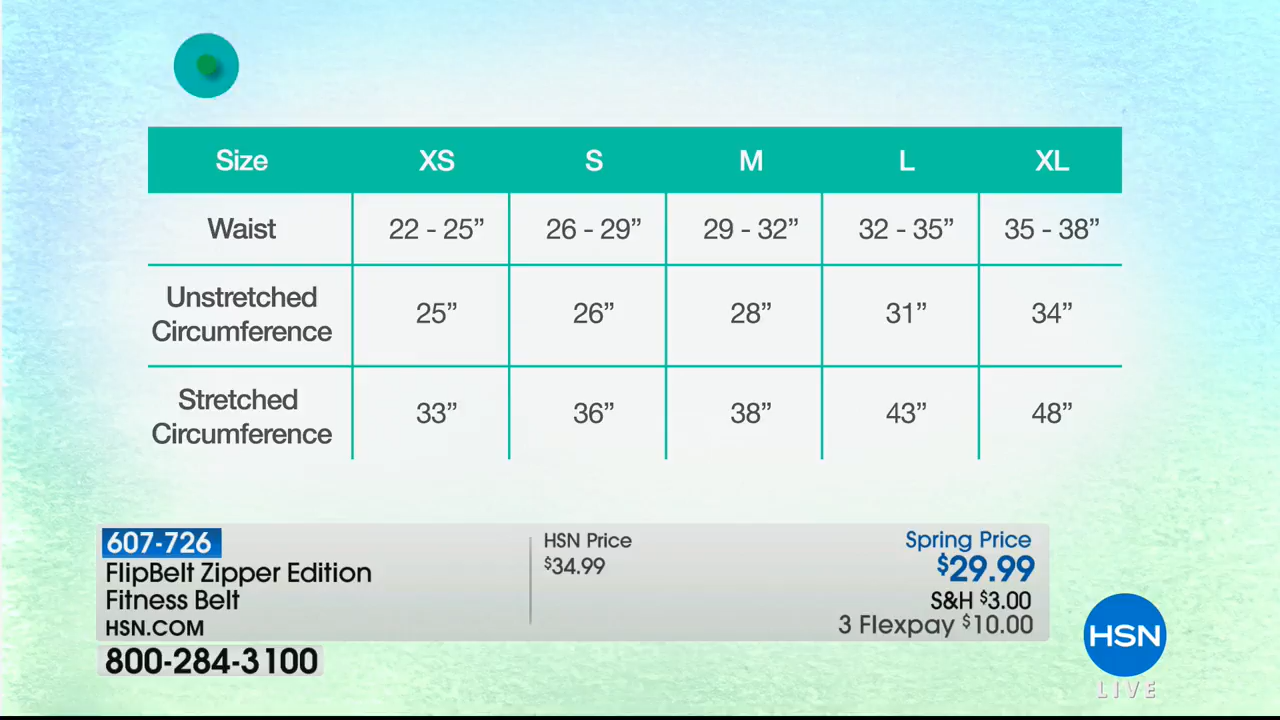 Size XS S M L XL
Waist 22 - 25” 26 - 29” 29 - 32” 32 - 35” 35 - 38”
Unstretched
Circumference 25” 26” 28” 31” 34”
Stretched
Circumference 33” 36” 38” 43” 48”
607-726
FlipBelt Zipper Edition
Fitness Belt
HSN.COM
800-284-3100
HSN Price
$34.99
Spring Price
$29.99
S&H $3.00
3 Flexpay $10.00
HSN
LIVE